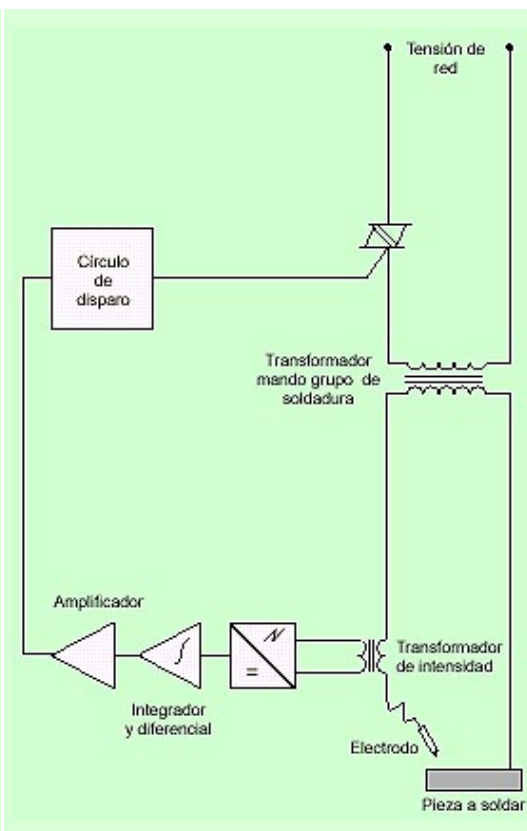 Tensión de
red
Círculo
de
disparo
Transformador
mando grupo de
soldadura
Amplificador
Integrador
y diferencial
=
Transformador
de intensidad
Electrodo
Pieza a soldar